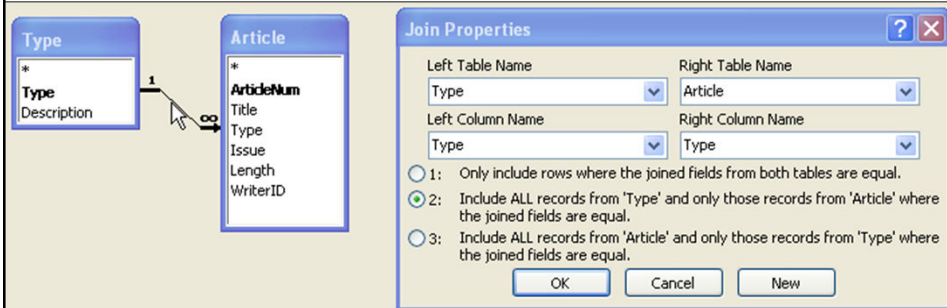 Type
*
Type
Description
1
∞
Article
*
ArticleNum
Title
Type
Issue
Length
WriterID
Join Properties
?
Left Table Name
Right Table Name
Type
Article
Left Column Name
Right Column Name
Type
Type
1: Only include rows where the joined fields from both tables are equal.
2: Include ALL records from 'Type' and only those records from 'Article' where
the joined fields are equal.
3: Include ALL records from 'Article' and only those records from 'Type' where
the joined fields are equal.
OK
Cancel
New